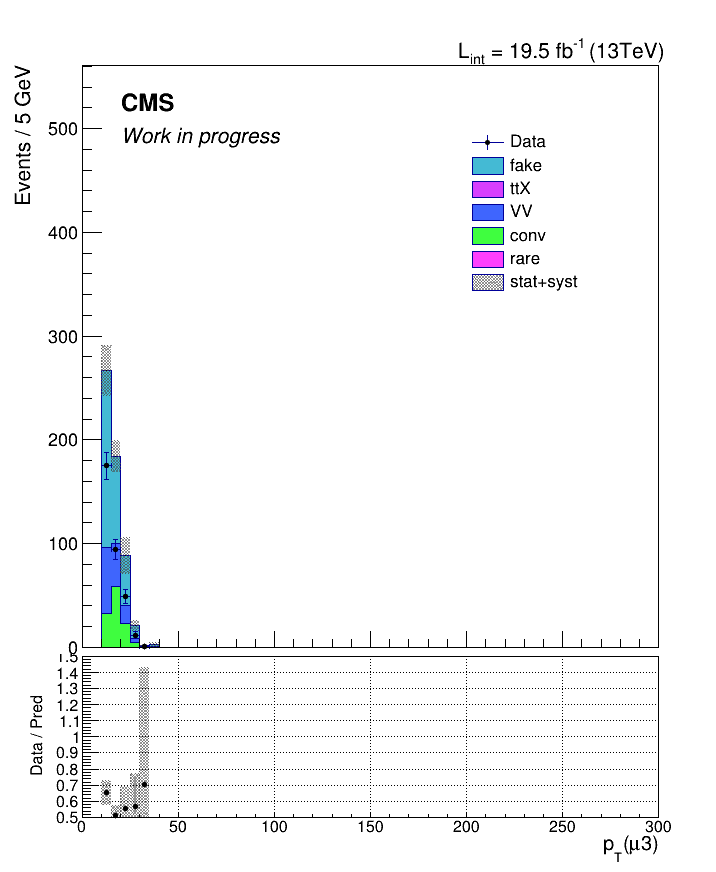 L_int = 19.5 fb^-1 (13TeV)
CMS
Work in progress
Events / 5 GeV
500
400
300
200
100
0
Data
fake
ttX
VV
conv
rare
stat+syst
Data / Pred
1.5
1.4
1.3
1.2
1.1
1
0.9
0.8
0.7
0.6
0.5
0 50 100 150 200 250 300
p_T(μ3)